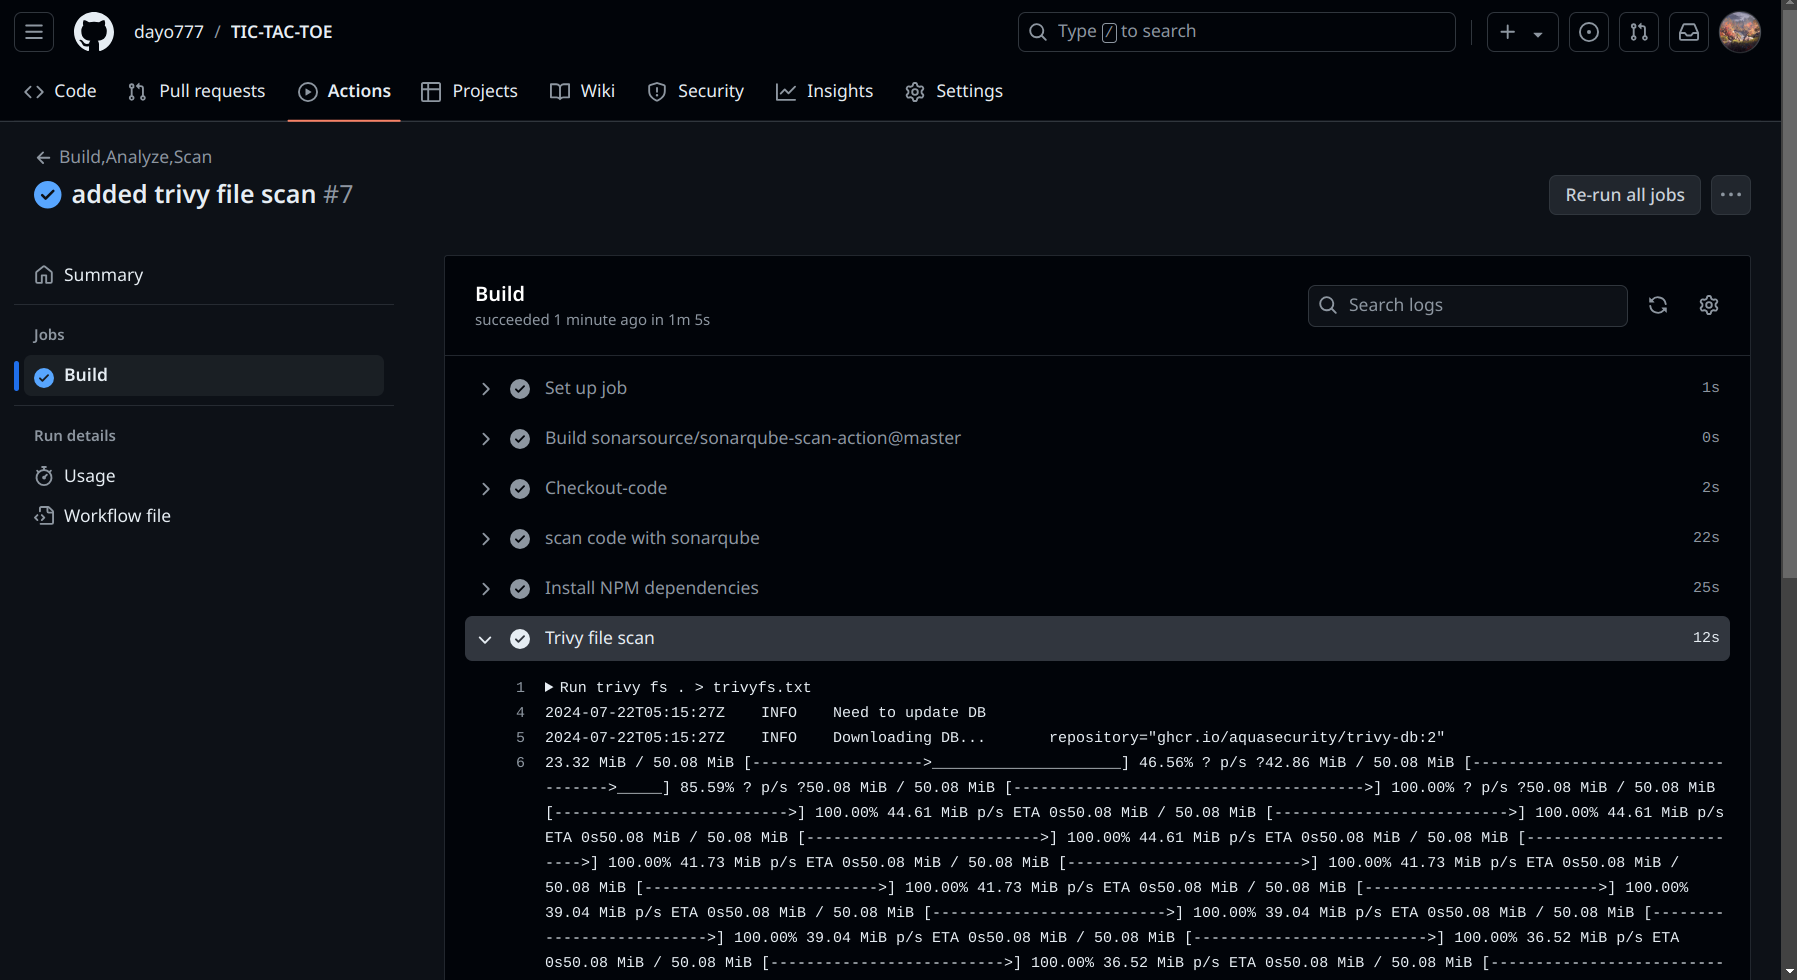 dayo777 / TIC-TAC-TOE
Type / to search
Code
Pull requests
Actions
Projects
Wiki
Security
Insights
Settings
Build,Analyze,Scan
added trivy file scan #7
Re-run all jobs
Summary
Jobs
Build
Run details
Usage
Workflow file
Build
succeeded 1 minute ago in 1m 5s
Search logs
Set up job 1s
Build sonarsource/sonarqube-scan-action@master 0s
Checkout-code 2s
scan code with sonarqube 22s
Install NPM dependencies 25s
Trivy file scan 12s
1 Run trivy fs . > trivyfs.txt
4 2024-07-22T05:15:27Z INFO Need to update DB
5 2024-07-22T05:15:27Z INFO Downloading DB... repository="ghcr.io/aquasecurity/trivy-db:2"
6 23.32 MiB / 50.08 MiB [------------------->_____________________] 46.56% ? p/s ?42.86 MiB / 50.08 MiB [----------------------------
------->_____] 85.59% ? p/s ?50.08 MiB / 50.08 MiB [--------------------------------------->] 100.00% ? p/s ?50.08 MiB / 50.08 MiB
[-------------------------->] 100.00% 44.61 MiB p/s ETA 0s50.08 MiB / 50.08 MiB [-------------------------->] 100.00% 44.61 MiB p/s
ETA 0s50.08 MiB / 50.08 MiB [-------------------------->] 100.00% 44.61 MiB p/s ETA 0s50.08 MiB / 50.08 MiB [----------------------
---->] 100.00% 41.73 MiB p/s ETA 0s50.08 MiB / 50.08 MiB [-------------------------->] 100.00% 41.73 MiB p/s ETA 0s50.08 MiB /
50.08 MiB [-------------------------->] 100.00% 41.73 MiB p/s ETA 0s50.08 MiB / 50.08 MiB [-------------------------->] 100.00%
39.04 MiB p/s ETA 0s50.08 MiB / 50.08 MiB [-------------------------->] 100.00% 39.04 MiB p/s ETA 0s50.08 MiB / 50.08 MiB [--------
------------------>] 100.00% 39.04 MiB p/s ETA 0s50.08 MiB / 50.08 MiB [-------------------------->] 100.00% 36.52 MiB p/s ETA
0s50.08 MiB / 50.08 MiB [-------------------------->] 100.00% 36.52 MiB p/s ETA 0s50.08 MiB / 50.08 MiB [--------------------------